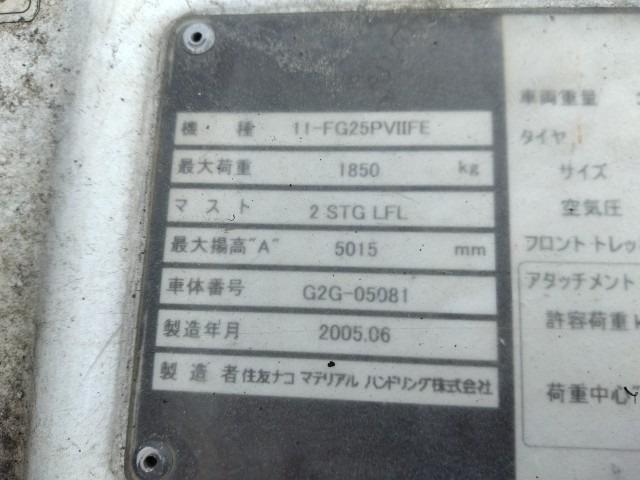 機 種 11-FG25PVIIFE
最大荷重 1850 kg
マスト 2 STG LFL
最大揚高"A" 5015 mm
車体番号 G2G-05081
製造年月 2005.06
製造者 住友ナコ マテリアル ハンドリング株式会社
車両重量
タイヤ
サイズ
空気圧
フロントトレッ
アタッチメント
許容荷重
荷重中心